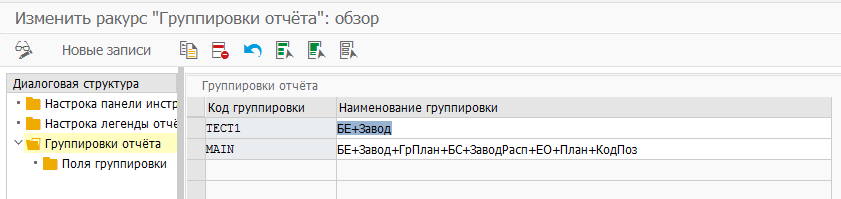 Изменить ракурс "Группировки отчёта": обзор
Новые записи
Диалоговая структура
Настрока панели инстр
Настрока легенды отчё
Группировки отчёта
Поля группировки
Группировки отчёта
Код группировки Наименование группировки
TECT1 БЕ+Завод
MAIN БЕ+Завод+ГрПлан+БС+ЗаводРасп+ЕО+План+КодПоз